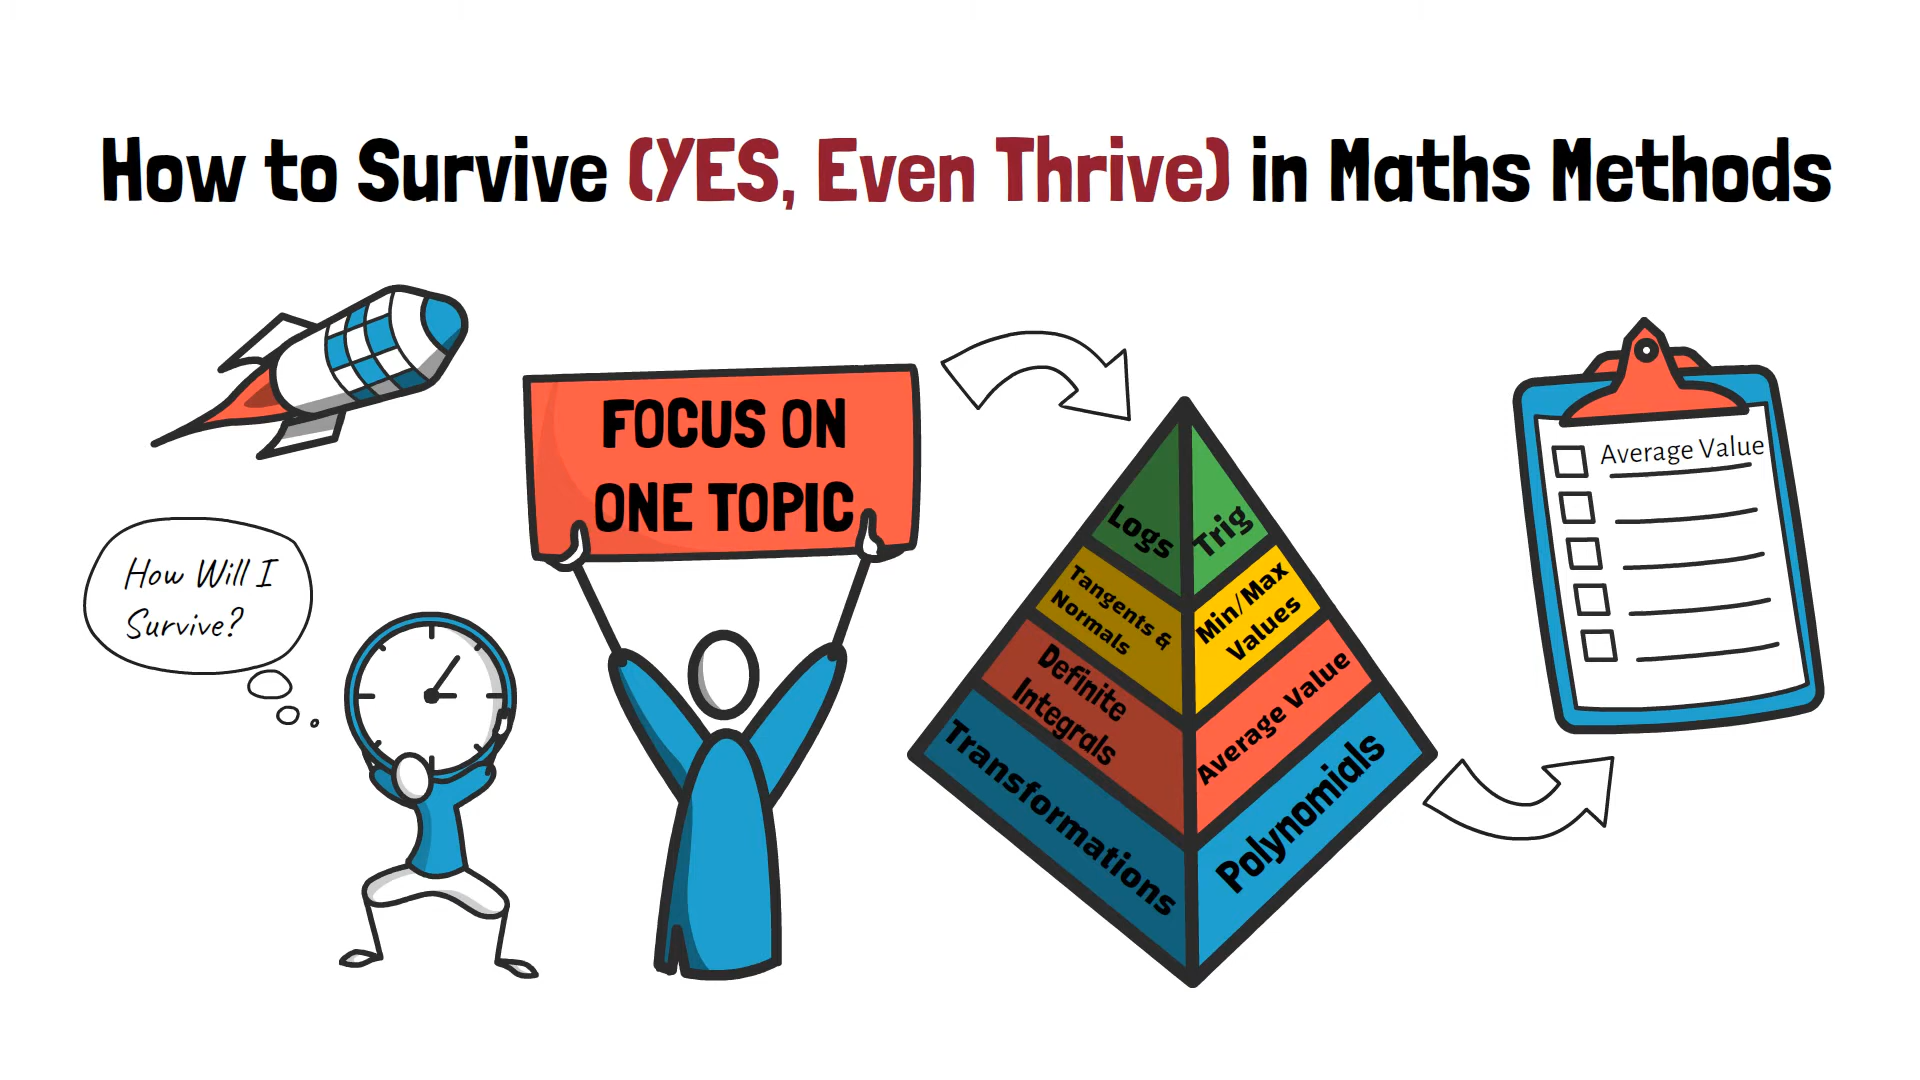 How to Survive (YES, Even Thrive) in Maths Methods
How Will I
Survive?
FOCUS ON
ONE TOPIC
Logs
Trig
Tangents &
Normals
Min/Max
Values
Definite
Integrals
Average Value
Transformations
Polynomials
Average Value